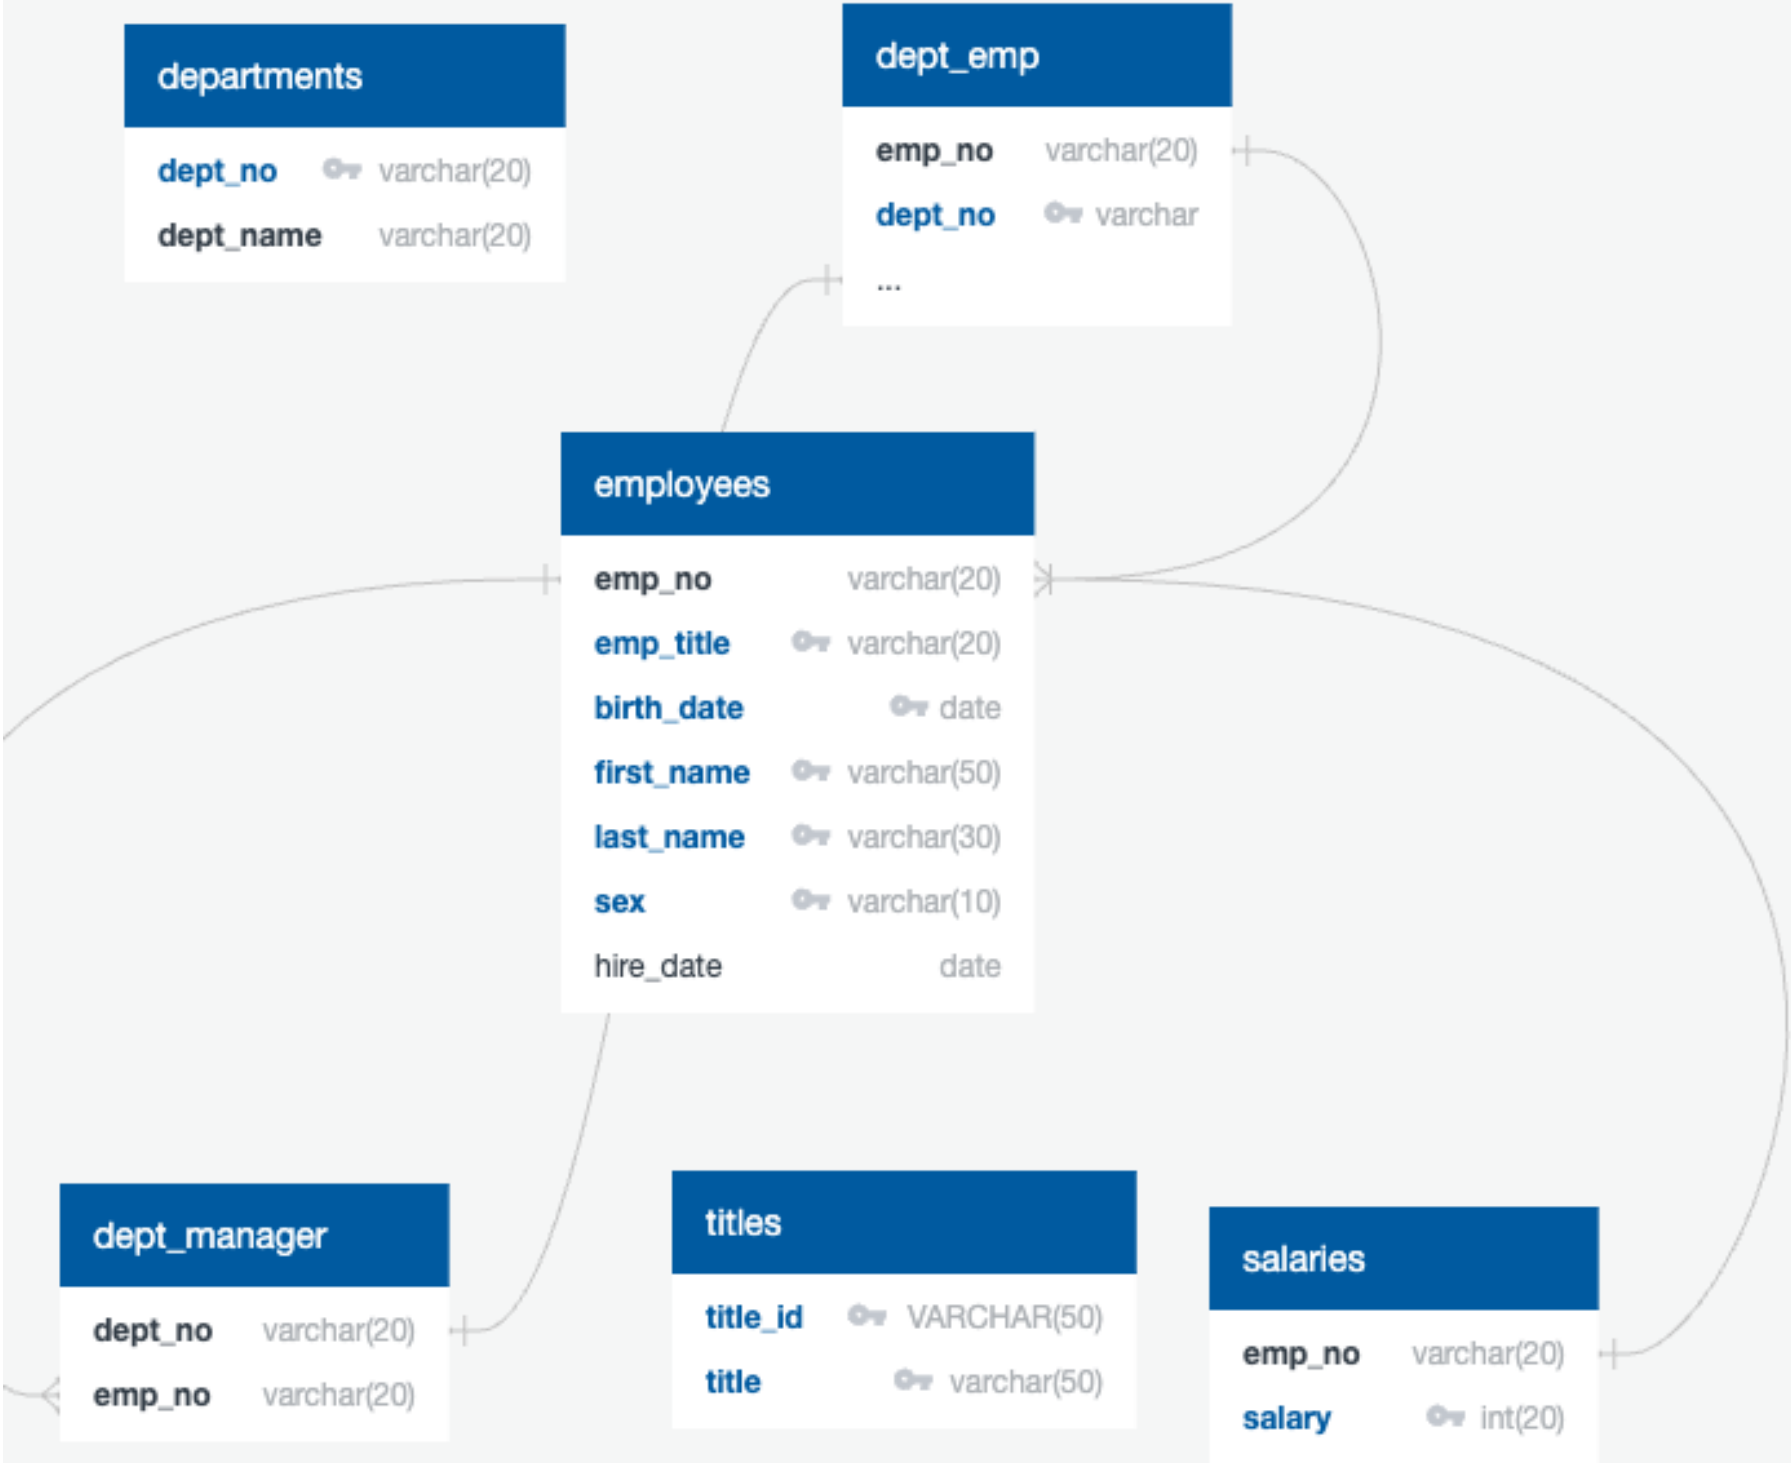 departments
dept_no varchar(20)
dept_name varchar(20)
dept_emp
emp_no varchar(20)
dept_no varchar
...
employees
emp_no varchar(20)
emp_title varchar(20)
birth_date date
first_name varchar(50)
last_name varchar(30)
sex varchar(10)
hire_date date
dept_manager
dept_no varchar(20)
emp_no varchar(20)
titles
title_id VARCHAR(50)
title varchar(50)
salaries
emp_no varchar(20)
salary int(20)